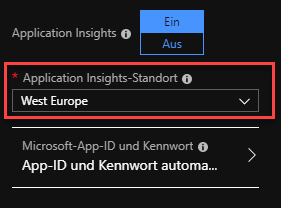 Application Insights
Ein
Aus
* Application Insights-Standort
West Europe
Microsoft-App-ID und Kennwort
App-ID und Kennwort automa...